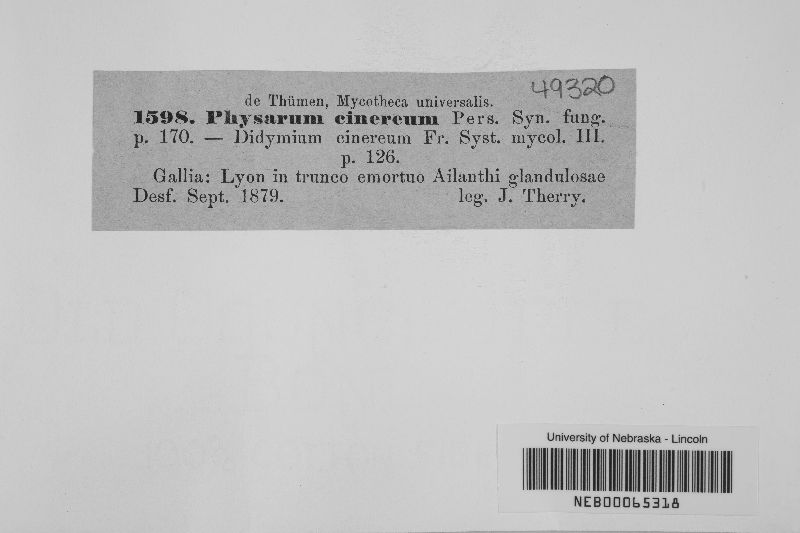 49320
de Thümen, Mycotheca universalis.
1598. Physarum cinereum Pers. Syn. fung.
p. 170. — Didymium cinereum Fr. Syst. mycol. III.
p. 126.
Gallia: Lyon in trunco emortuo Ailanthi glandulosae
Desf. Sept. 1879. leg. J. Therry.
University of Nebraska - Lincoln
NEB00065318